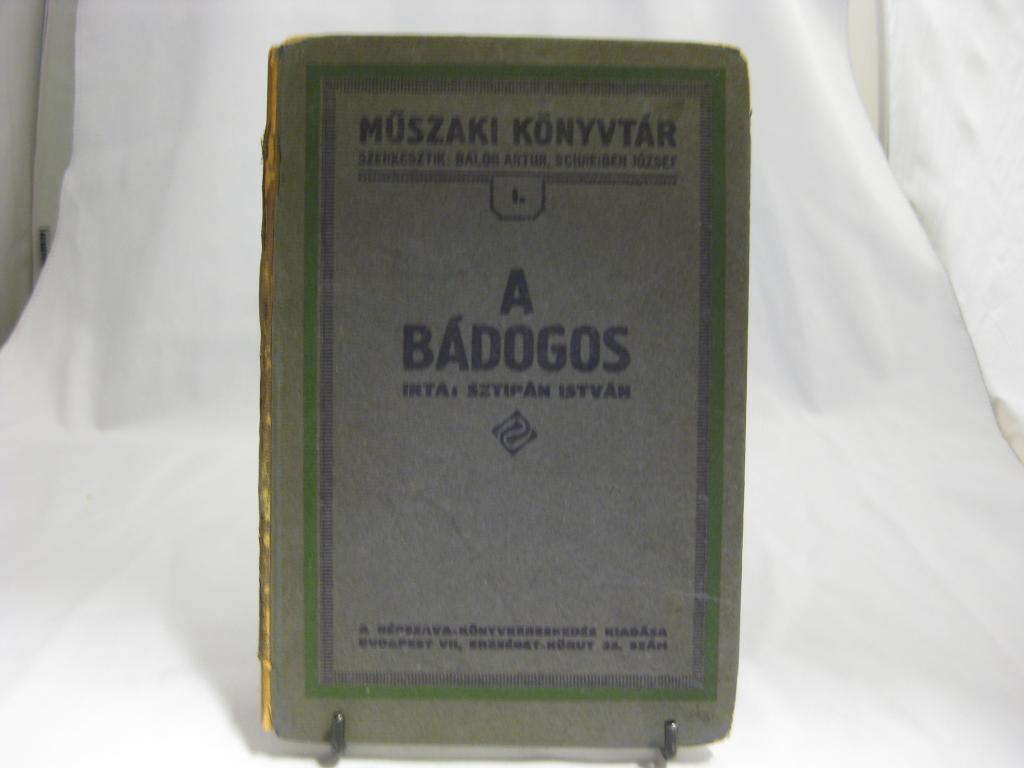 MŰSZAKI KÖNYVTÁR
SZERKESZTIK: BALOG ARTUR, SCHREIBER JÓZSEF
I.
A
BÁDOGOS
IRTA: SZTIPÁN ISTVÁN
A NÉPSZAVA-KÖNYVKERESKEDÉS KIADÁSA
BUDAPEST VII, ERZSÉBET-KÖRUT 35. SZÁM